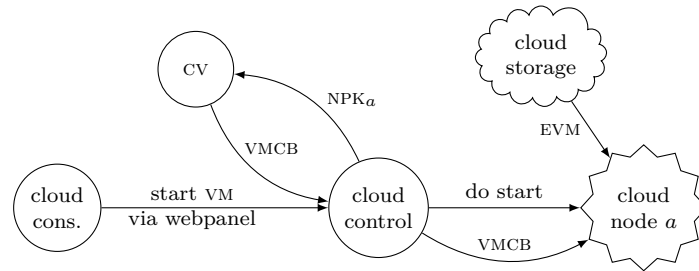 cloud
storage
CV
NPKa
EVM
VMCB
cloud
cons.
start VM
via webpanel
cloud
control
do start
cloud
node a
VMCB